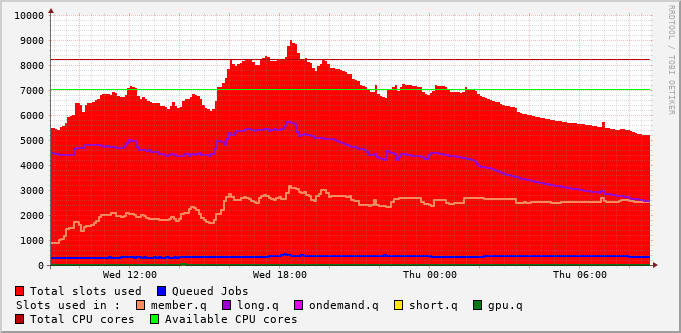 RRDTOOL / TOBI OETIKER
10000
9000
8000
7000
6000
5000
4000
3000
2000
1000
0
Wed 12:00 Wed 18:00 Thu 00:00 Thu 06:00
Total slots used Queued Jobs
Slots used in : member.q long.q ondemand.q short.q gpu.q
Total CPU cores Available CPU cores